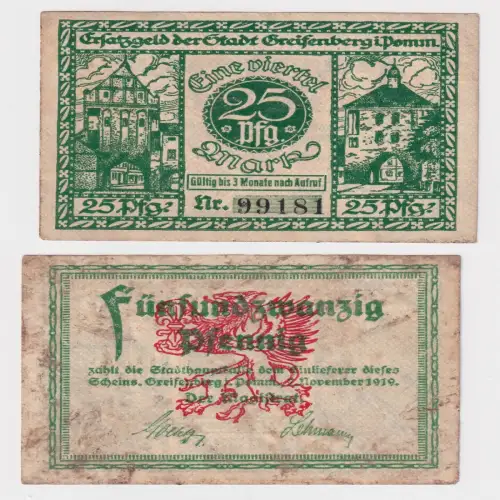 Ersatzgeld der Stadt Greifenberg i. Pomm.
Eine viertel
25
Pfg
Mark
Gültig bis 3 Monate nach Aufruf
Nr. 99181
25 Pfg. 25 Pfg.
Fünfundzwanzig
Pfennig
zahlt die Stadthauptkasse dem Einlieferer dieses
Scheins. Greifenberg i. Pomm. November 1919.
Der Magistrat
Lehmann